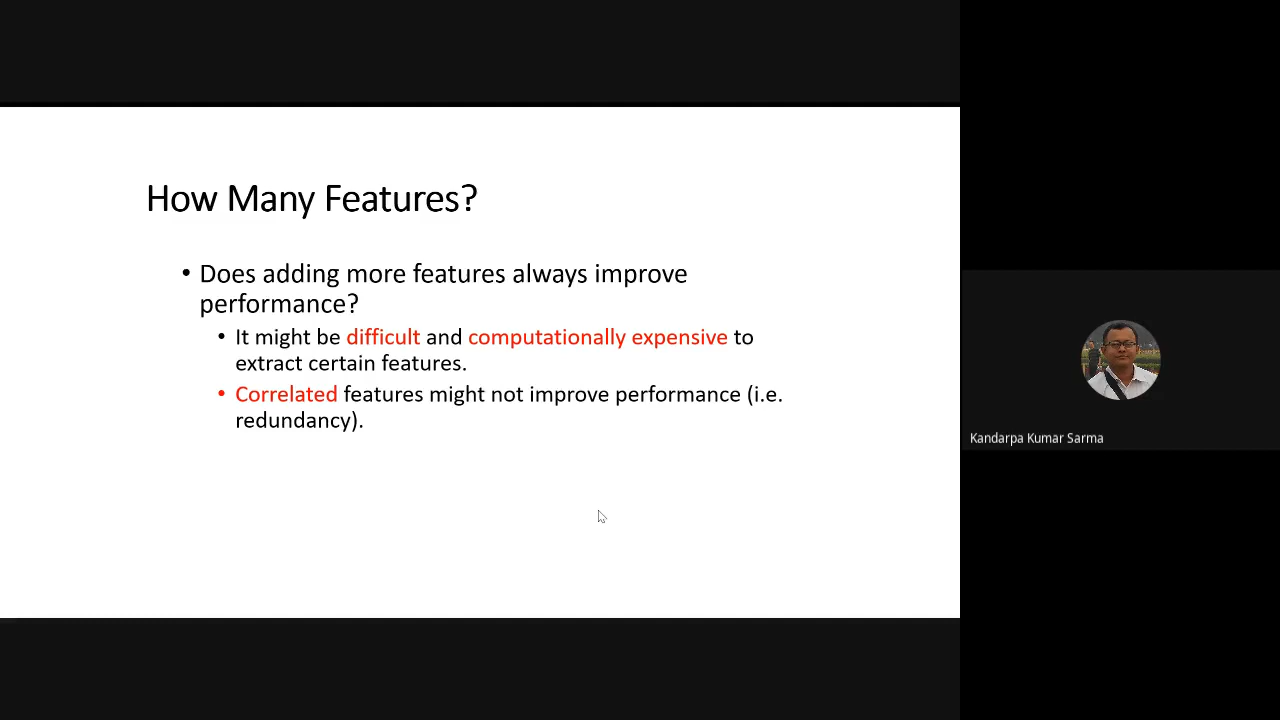 How Many Features?
• Does adding more features always improve
performance?
• It might be difficult and computationally expensive to
extract certain features.
• Correlated features might not improve performance (i.e.
redundancy).
Kandarpa Kumar Sarma